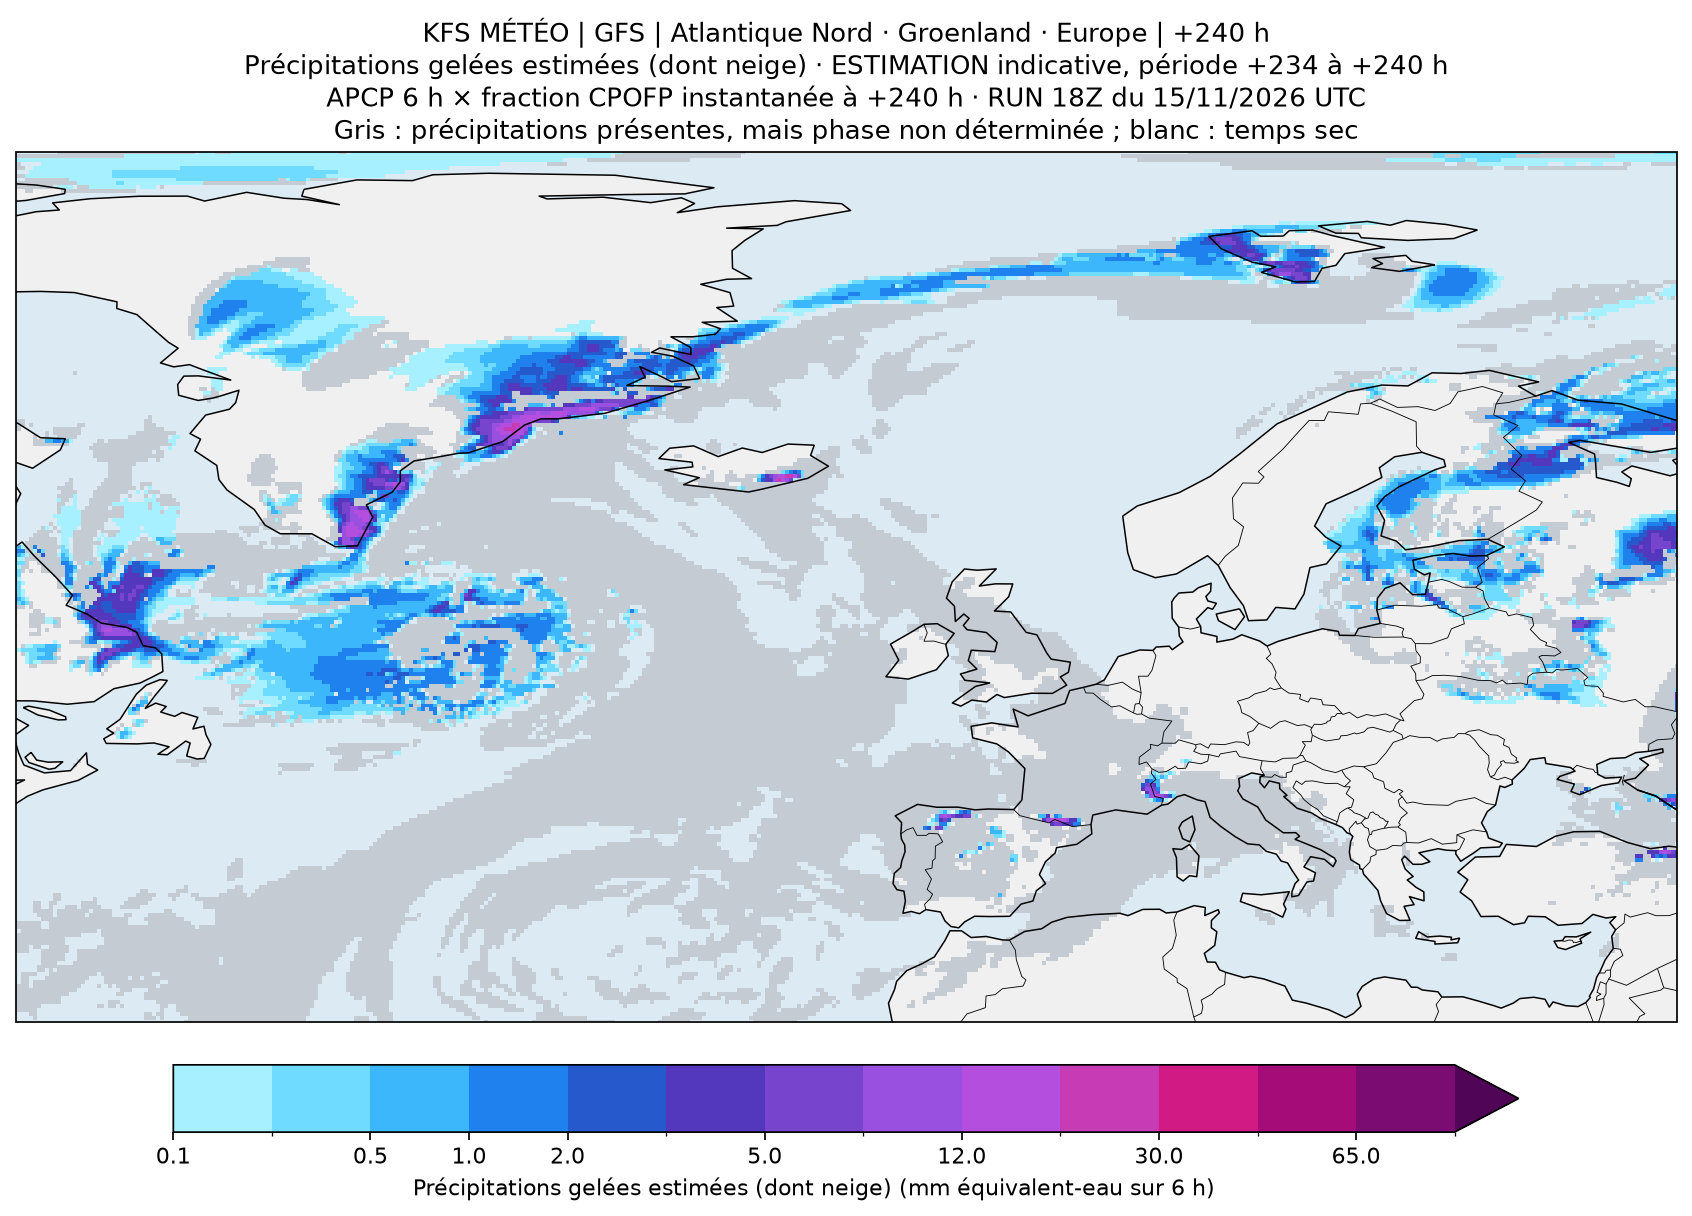 KFS MÉTÉO | GFS | Atlantique Nord · Groenland · Europe | +240 h
Précipitations gelées estimées (dont neige) · ESTIMATION indicative, période +234 à +240 h
APCP 6 h × fraction CPOFP instantanée à +240 h · RUN 18Z du 15/11/2026 UTC
Gris : précipitations présentes, mais phase non déterminée ; blanc : temps sec
0.1 0.5 1.0 2.0 5.0 12.0 30.0 65.0
Précipitations gelées estimées (dont neige) (mm équivalent-eau sur 6 h)